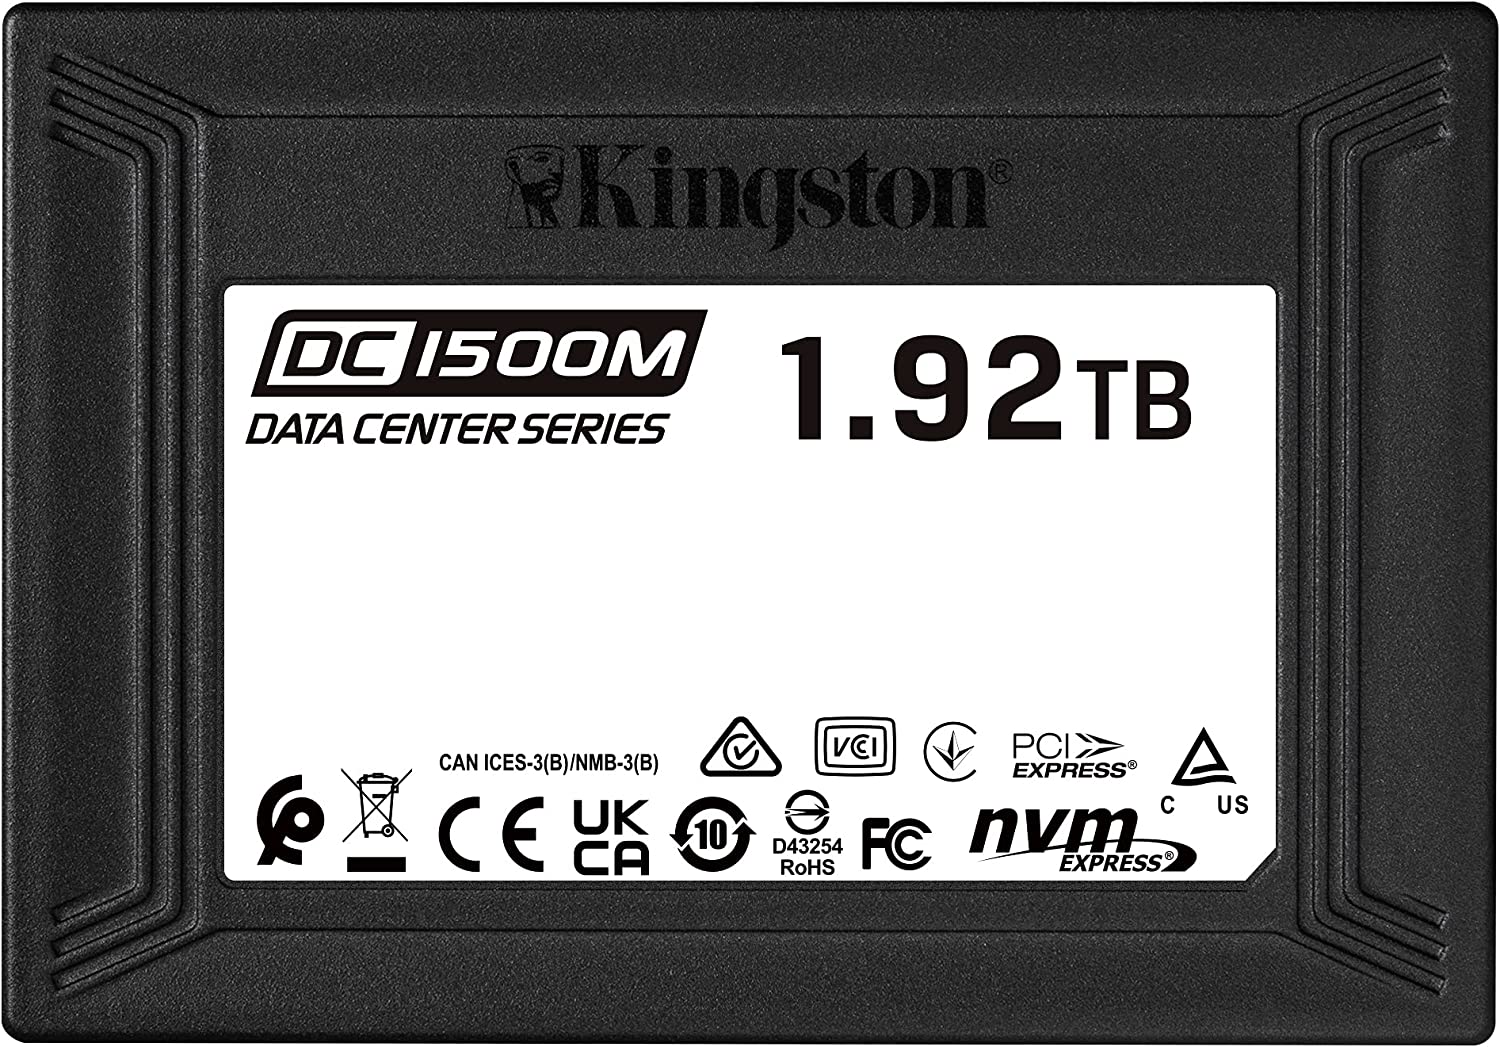 Kingston®
DC1500M
DATA CENTER SERIES
1.92TB
CAN ICES-3(B)/NMB-3(B)
VCI
PCI
EXPRESS®
C US
CE
UK
CA
10
D43254
RoHS
FC
nvm
EXPRESS®